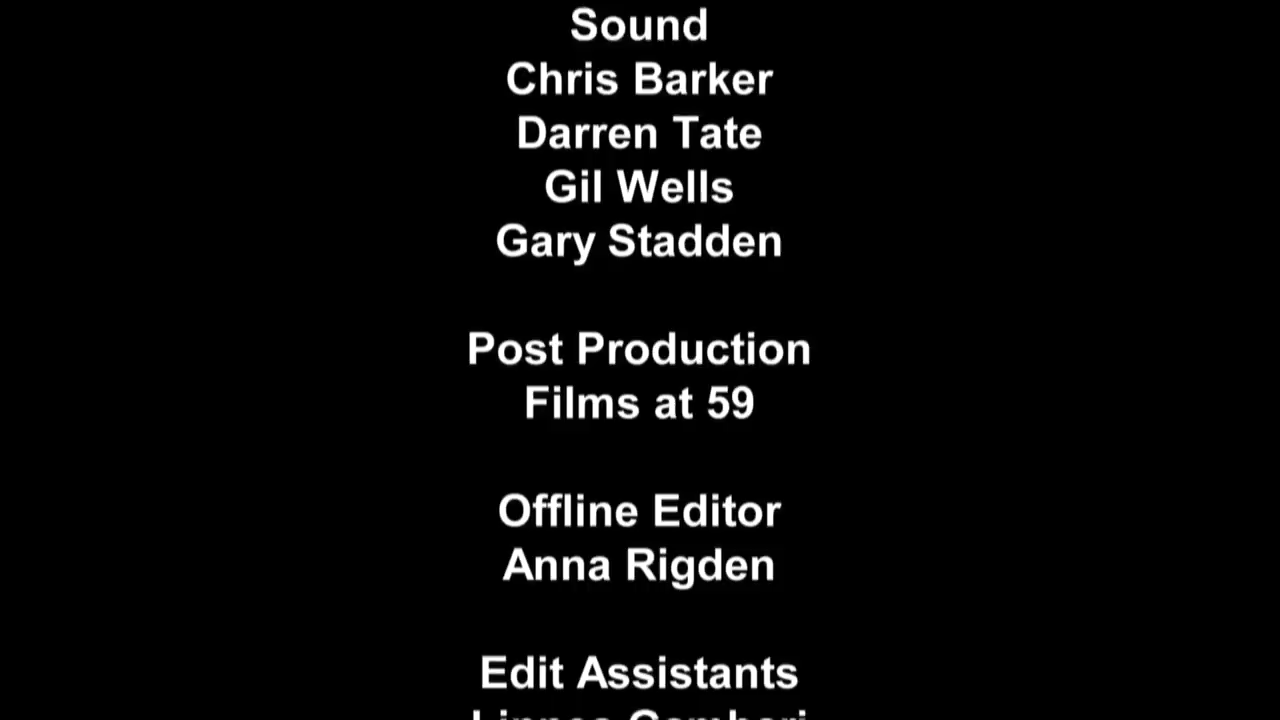 Sound
Chris Barker
Darren Tate
Gil Wells
Gary Stadden
Post Production
Films at 59
Offline Editor
Anna Rigden
Edit Assistants